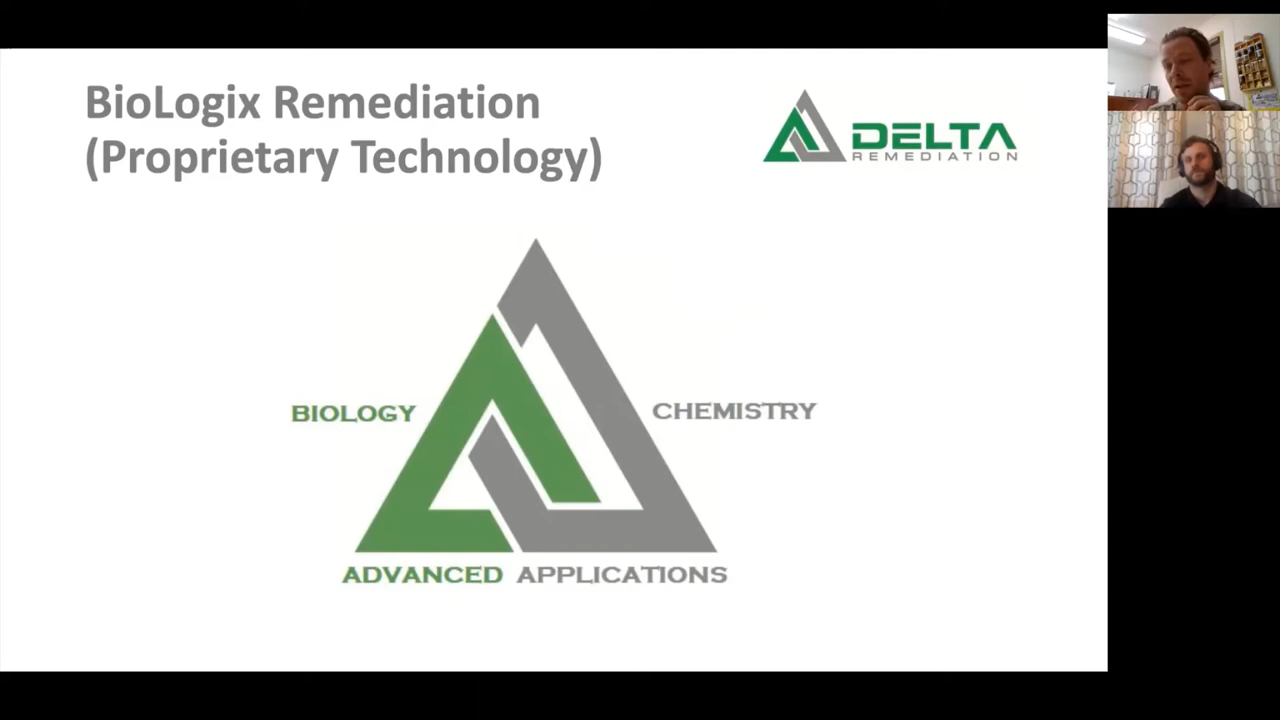 BioLogix Remediation
(Proprietary Technology)
DELTA
REMEDIATION
BIOLOGY
CHEMISTRY
ADVANCED APPLICATIONS